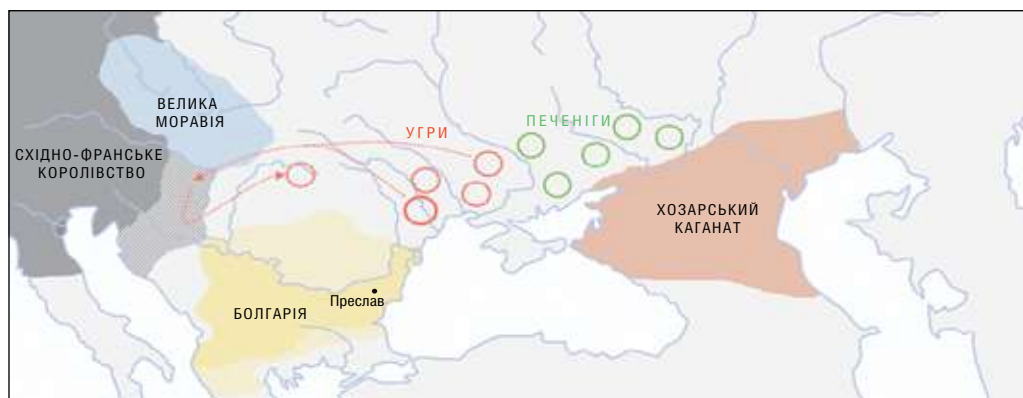 ВЕЛИКА
МОРАВІЯ
СХІДНО-ФРАНСЬКЕ
КОРОЛІВСТВО
УГРИ
ПЕЧЕНІГИ
ХОЗАРСЬКИЙ
КАГАНАТ
Преслав
БОЛГАРІЯ